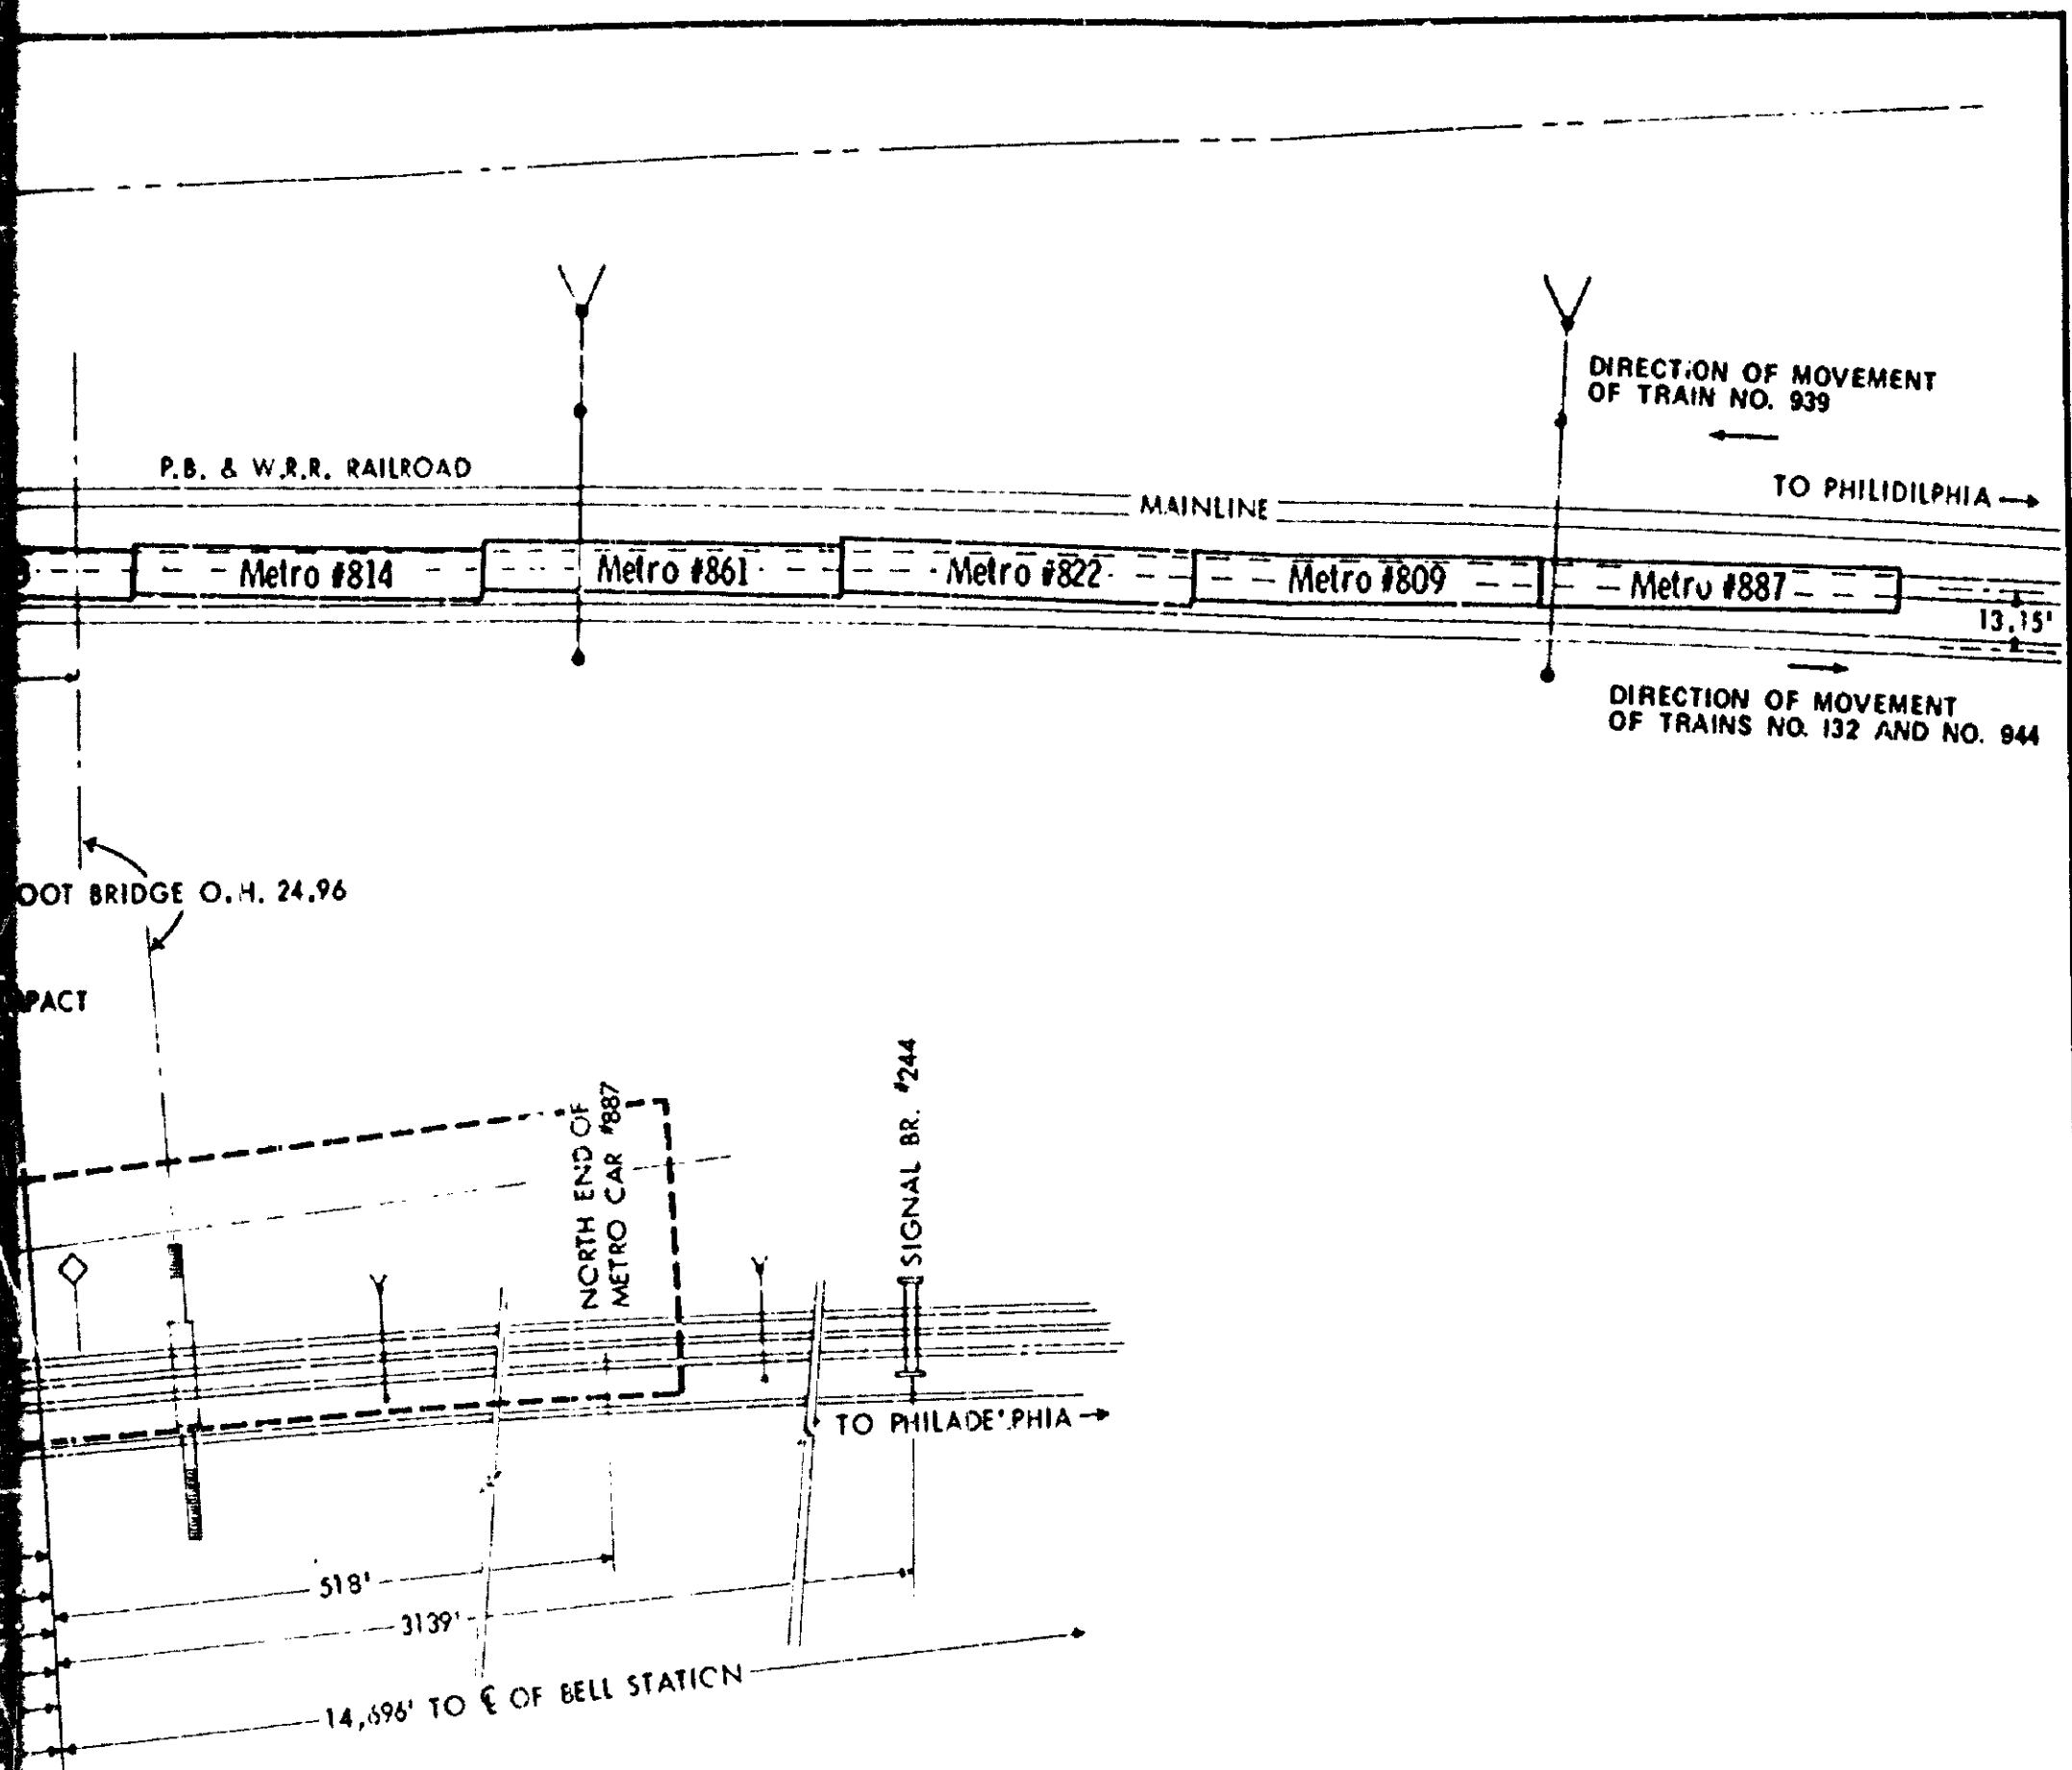 DIRECTION OF MOVEMENT
OF TRAIN NO. 939
P.B. & W.R.R. RAILROAD
MAINLINE
TO PHILIDILPHIA
Metro #814
Metro #861
Metro #822
Metro #809
Metro #887
13.15'
DIRECTION OF MOVEMENT
OF TRAINS NO. 132 AND NO. 944
OOT BRIDGE O.H. 24.96
PACT
NORTH END OF
METRO CAR #887
SIGNAL BR. #244
TO PHILADE'PHIA
518'
3139'
14,696' TO ℄ OF BELL STATION